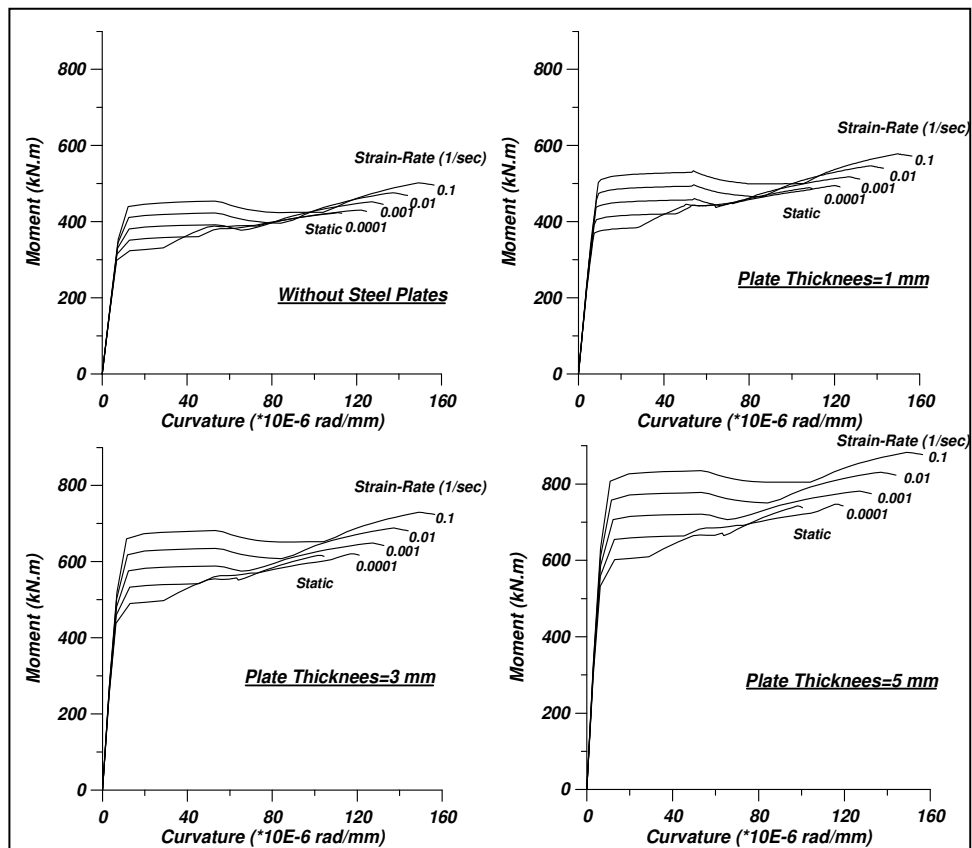 800
600
400
200
0
Moment (kN.m)
Strain-Rate (1/sec)
0.1
0.01
0.001
Static 0.0001
Without Steel Plates
0 40 80 120 160
Curvature (*10E-6 rad/mm)
800
600
400
200
0
Moment (kN.m)
Strain-Rate (1/sec)
0.1
0.01
0.001
0.0001
Static
Plate Thicknees=1 mm
0 40 80 120 160
Curvature (*10E-6 rad/mm)
800
600
400
200
0
Moment (kN.m)
Strain-Rate (1/sec)
0.1
0.01
0.001
0.0001
Static
Plate Thicknees=3 mm
0 40 80 120 160
Curvature (*10E-6 rad/mm)
800
600
400
200
0
Moment (kN.m)
Strain-Rate (1/sec)
0.1
0.01
0.001
0.0001
Static
Plate Thicknees=5 mm
0 40 80 120 160
Curvature (*10E-6 rad/mm)